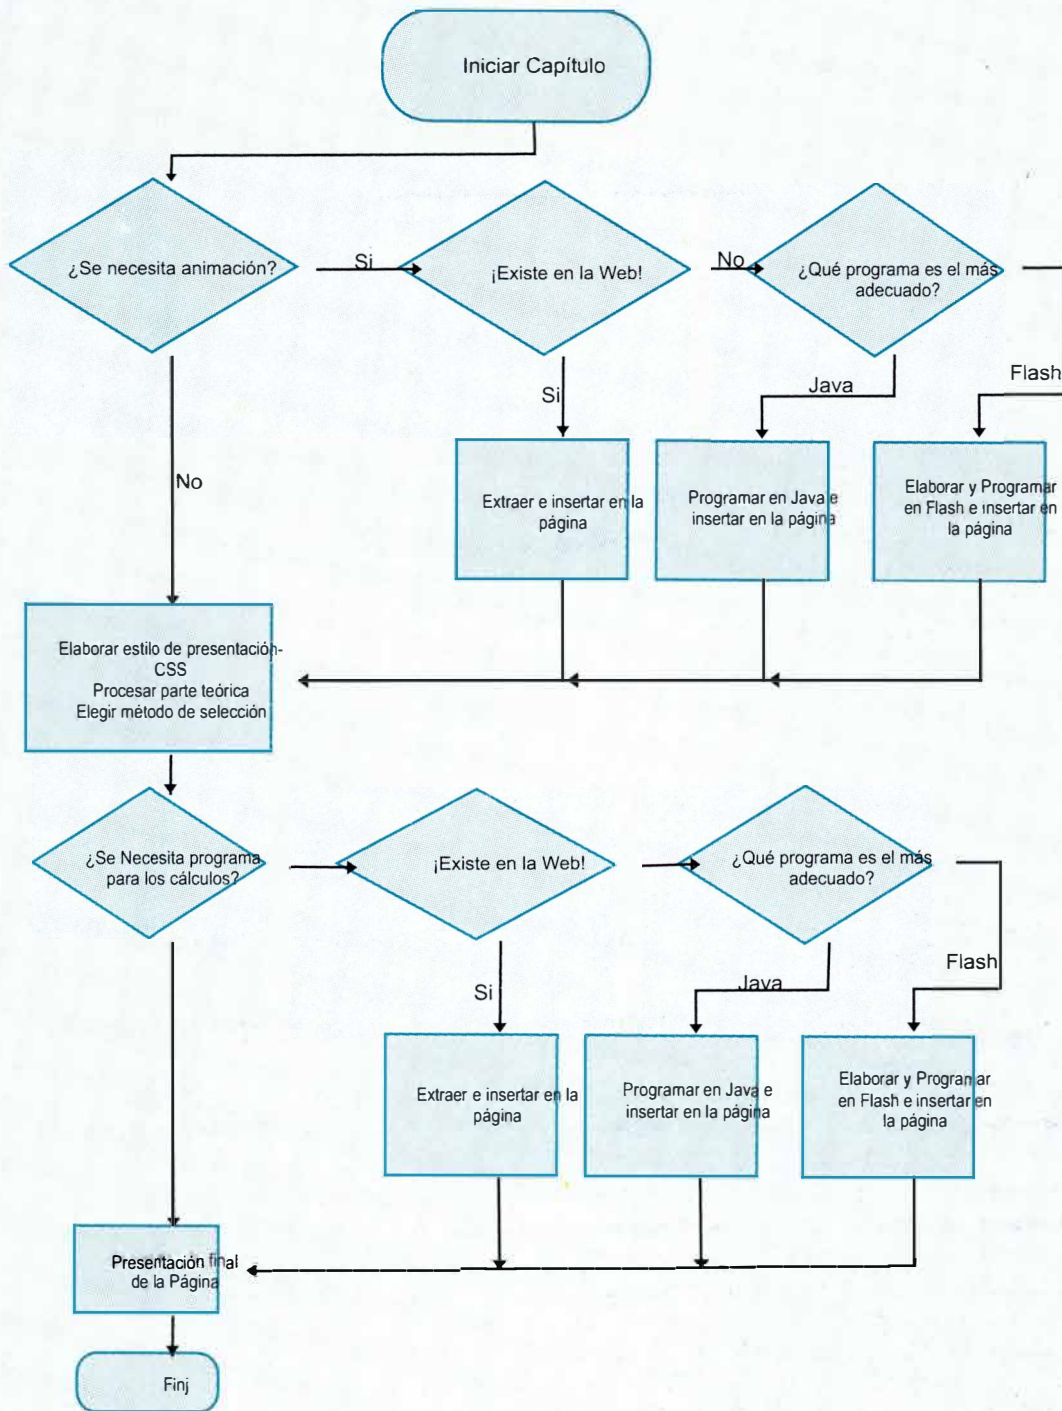 Iniciar Capítulo
¿Se necesita animación?
Si
¡Existe en la Web!
No
¿Qué programa es el más
adecuado?
Si
Java
Flash
No
Extraer e insertar en la
página
Programar en Java e
insertar en la página
Elaborar y Programar
en Flash e insertar en
la página
Elaborar estilo de presentación-
CSS
Procesar parte teórica
Elegir método de selección
¿Se Necesita programa
para los cálculos?
¡Existe en la Web!
¿Qué programa es el más
adecuado?
Si
Java
Flash
Extraer e insertar en la
página
Programar en Java e
insertar en la página
Elaborar y Programar
en Flash e insertar en
la página
Presentación final
de la Página
Finj